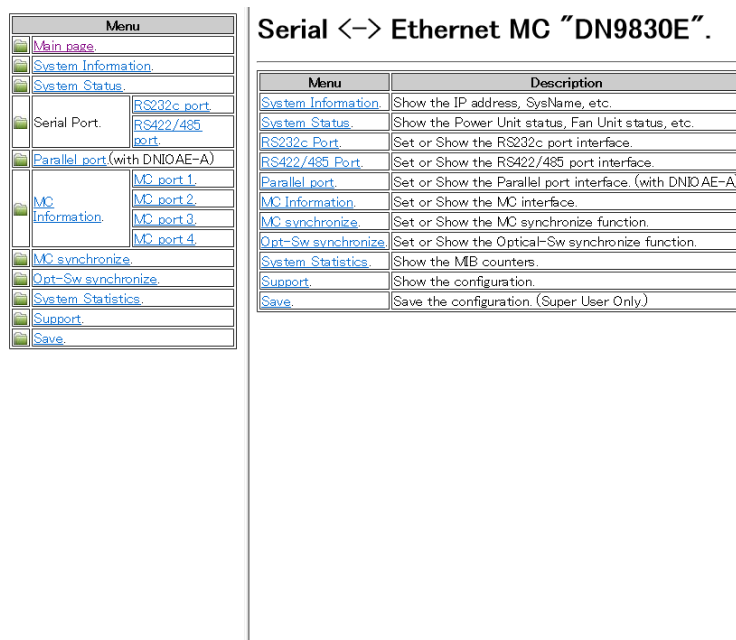 Menu
Main page.
System Information.
System Status.
Serial Port.
RS232c port.
RS422/485
port.
Parallel port.(with DNIOAE-A)
MC
Information.
MC port 1.
MC port 2.
MC port 3.
MC port 4.
MC synchronize.
Opt-Sw synchronize.
System Statistics.
Support.
Save.
Serial <-> Ethernet MC "DN9830E".
Menu Description
System Information. Show the IP address, SysName, etc.
System Status. Show the Power Unit status, Fan Unit status, etc.
RS232c Port. Set or Show the RS232c port interface.
RS422/485 Port. Set or Show the RS422/485 port interface.
Parallel port. Set or Show the Parallel port interface. (with DNIOAE-A)
MC Information. Set or Show the MC interface.
MC synchronize. Set or Show the MC synchronize function.
Opt-Sw synchronize. Set or Show the Optical-Sw synchronize function.
System Statistics. Show the MIB counters.
Support. Show the configuration.
Save. Save the configuration. (Super User Only.)